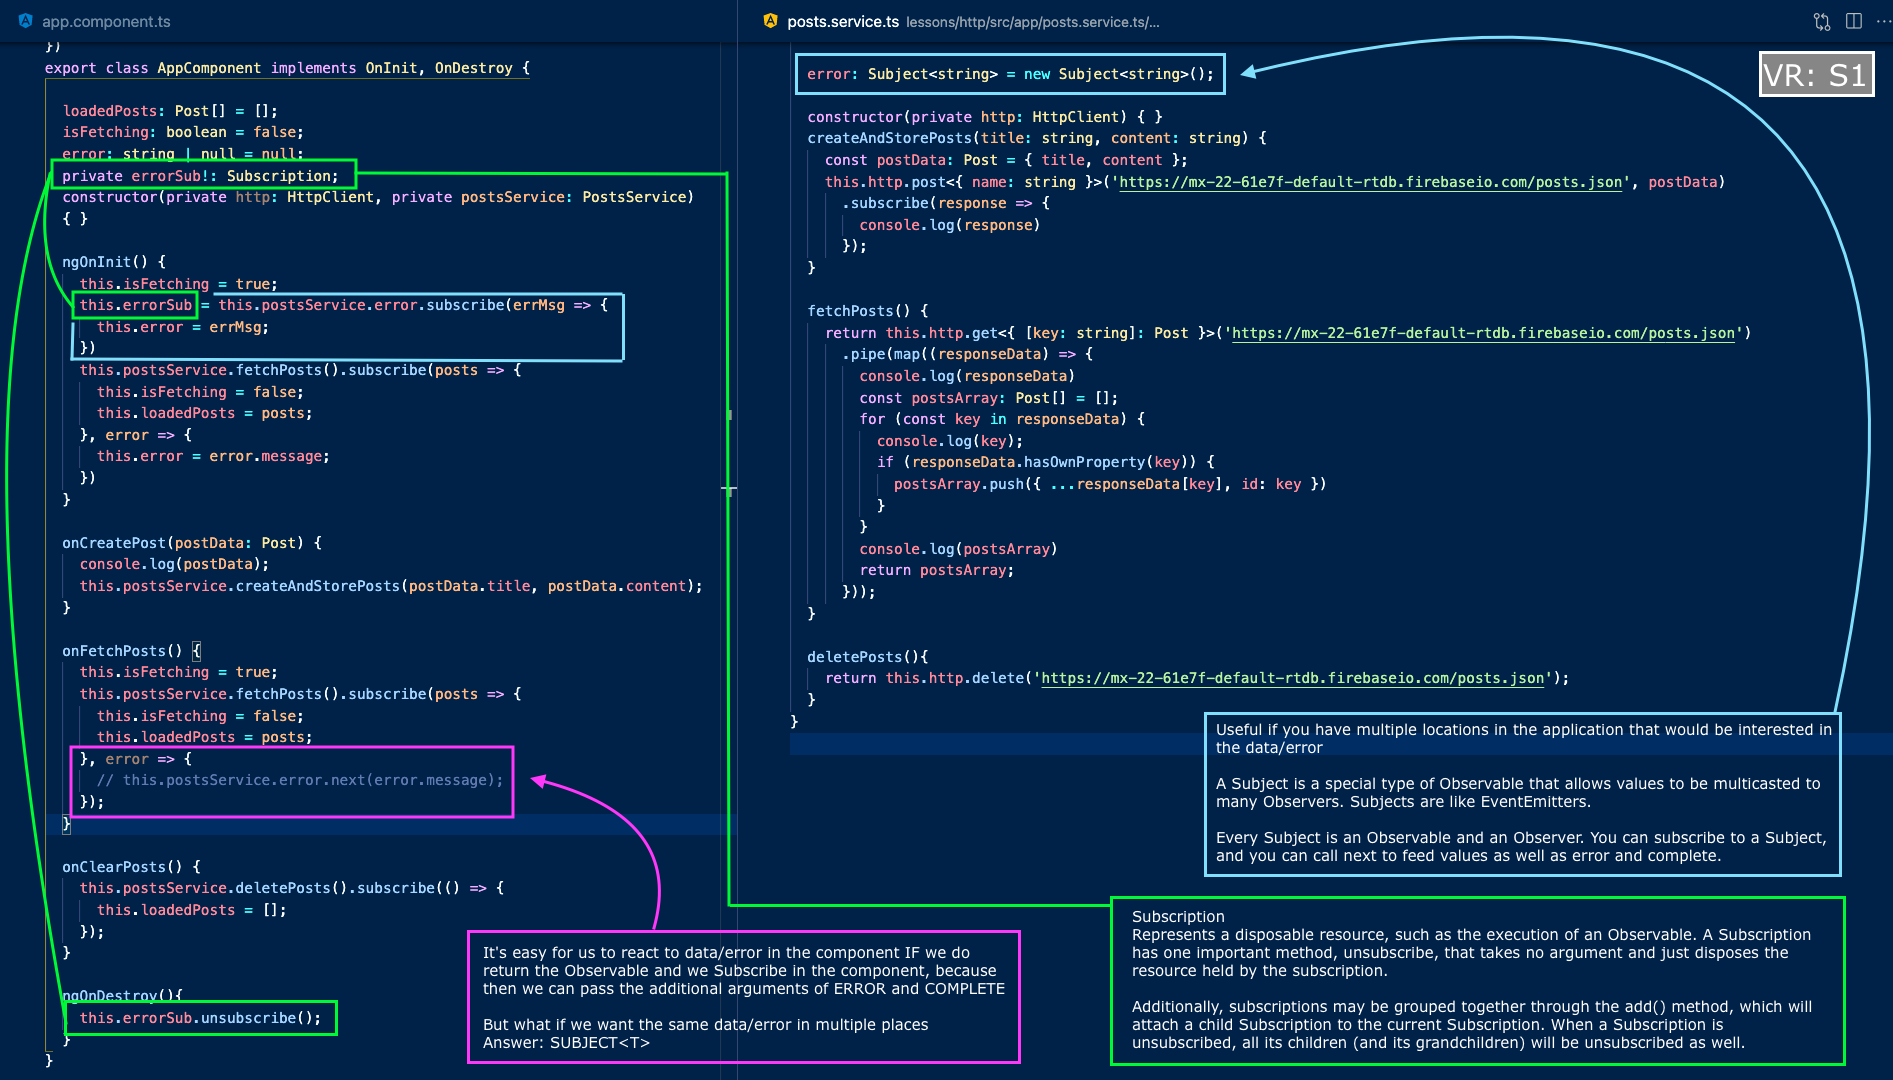 app.component.ts
})
export class AppComponent implements OnInit, OnDestroy {
loadedPosts: Post[] = [];
isFetching: boolean = false;
error: string | null = null;
private errorSub!: Subscription;
constructor(private http: HttpClient, private postsService: PostsService)
{ }
ngOnInit() {
this.isFetching = true;
this.errorSub = this.postsService.error.subscribe(errMsg => {
this.error = errMsg;
})
this.postsService.fetchPosts().subscribe(posts => {
this.isFetching = false;
this.loadedPosts = posts;
}, error => {
this.error = error.message;
})
}
onCreatePost(postData: Post) {
console.log(postData);
this.postsService.createAndStorePosts(postData.title, postData.content);
}
onFetchPosts() {
this.isFetching = true;
this.postsService.fetchPosts().subscribe(posts => {
this.isFetching = false;
this.loadedPosts = posts;
}, error => {
// this.postsService.error.next(error.message);
});
}
onClearPosts() {
this.postsService.deletePosts().subscribe(() => {
this.loadedPosts = [];
});
}
ngOnDestroy(){
this.errorSub.unsubscribe();
}
}
It's easy for us to react to data/error in the component IF we do
return the Observable and we Subscribe in the component, because
then we can pass the additional arguments of ERROR and COMPLETE
But what if we want the same data/error in multiple places
Answer: SUBJECT<T>
posts.service.ts lessons/http/src/app/posts.service.ts/...
VR: S1
error: Subject<string> = new Subject<string>();
constructor(private http: HttpClient) { }
createAndStorePosts(title: string, content: string) {
const postData: Post = { title, content };
this.http.post<{ name: string }>('https://mx-22-61e7f-default-rtdb.firebaseio.com/posts.json', postData)
.subscribe(response => {
console.log(response)
});
}
fetchPosts() {
return this.http.get<{ [key: string]: Post }>('https://mx-22-61e7f-default-rtdb.firebaseio.com/posts.json')
.pipe(map((responseData) => {
console.log(responseData)
const postsArray: Post[] = [];
for (const key in responseData) {
console.log(key);
if (responseData.hasOwnProperty(key)) {
postsArray.push({ ...responseData[key], id: key })
}
}
console.log(postsArray)
return postsArray;
}));
}
deletePosts(){
return this.http.delete('https://mx-22-61e7f-default-rtdb.firebaseio.com/posts.json');
}
}
Useful if you have multiple locations in the application that would be interested in
the data/error
A Subject is a special type of Observable that allows values to be multicasted to
many Observers. Subjects are like EventEmitters.
Every Subject is an Observable and an Observer. You can subscribe to a Subject,
and you can call next to feed values as well as error and complete.
Subscription
Represents a disposable resource, such as the execution of an Observable. A Subscription
has one important method, unsubscribe, that takes no argument and just disposes the
resource held by the subscription.
Additionally, subscriptions may be grouped together through the add() method, which will
attach a child Subscription to the current Subscription. When a Subscription is
unsubscribed, all its children (and its grandchildren) will be unsubscribed as well.